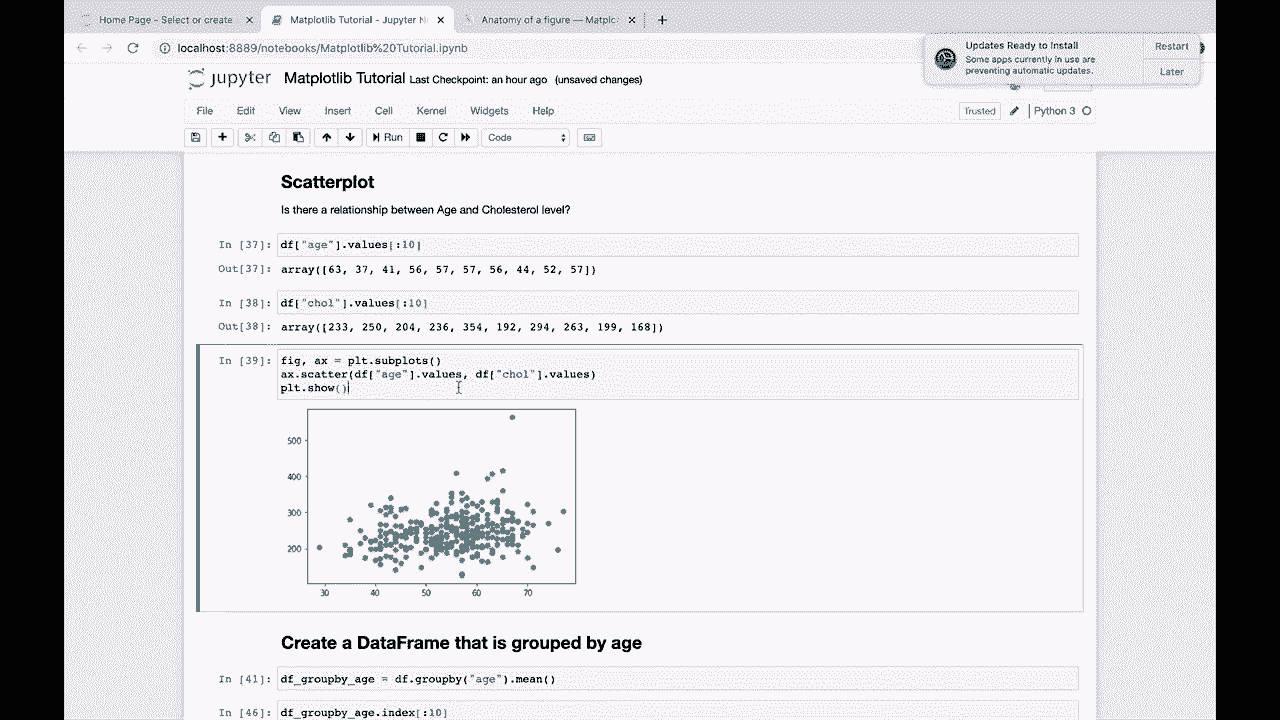 Home Page - Select or create
Matplotlib Tutorial - Jupyter N
Anatomy of a figure — Matplo
localhost:8889/notebooks/Matplotlib%20Tutorial.ipynb
Updates Ready to Install
Some apps currently in use are
preventing automatic updates.
Restart
Later
jupyter Matplotlib Tutorial Last Checkpoint: an hour ago (unsaved changes)
File Edit View Insert Cell Kernel Widgets Help
Trusted Python 3
Run Code
Scatterplot
Is there a relationship between Age and Cholesterol level?
In [37]: df["age"].values[:10]
Out[37]: array([63, 37, 41, 56, 57, 57, 56, 44, 52, 57])
In [38]: df["chol"].values[:10]
Out[38]: array([233, 250, 204, 236, 354, 192, 294, 263, 199, 168])
In [39]: fig, ax = plt.subplots()
ax.scatter(df["age"].values, df["chol"].values)
plt.show()
500
400
300
200
30 40 50 60 70
Create a DataFrame that is grouped by age
In [41]: df_groupby_age = df.groupby("age").mean()
In [46]: df_groupby_age.index[:10]